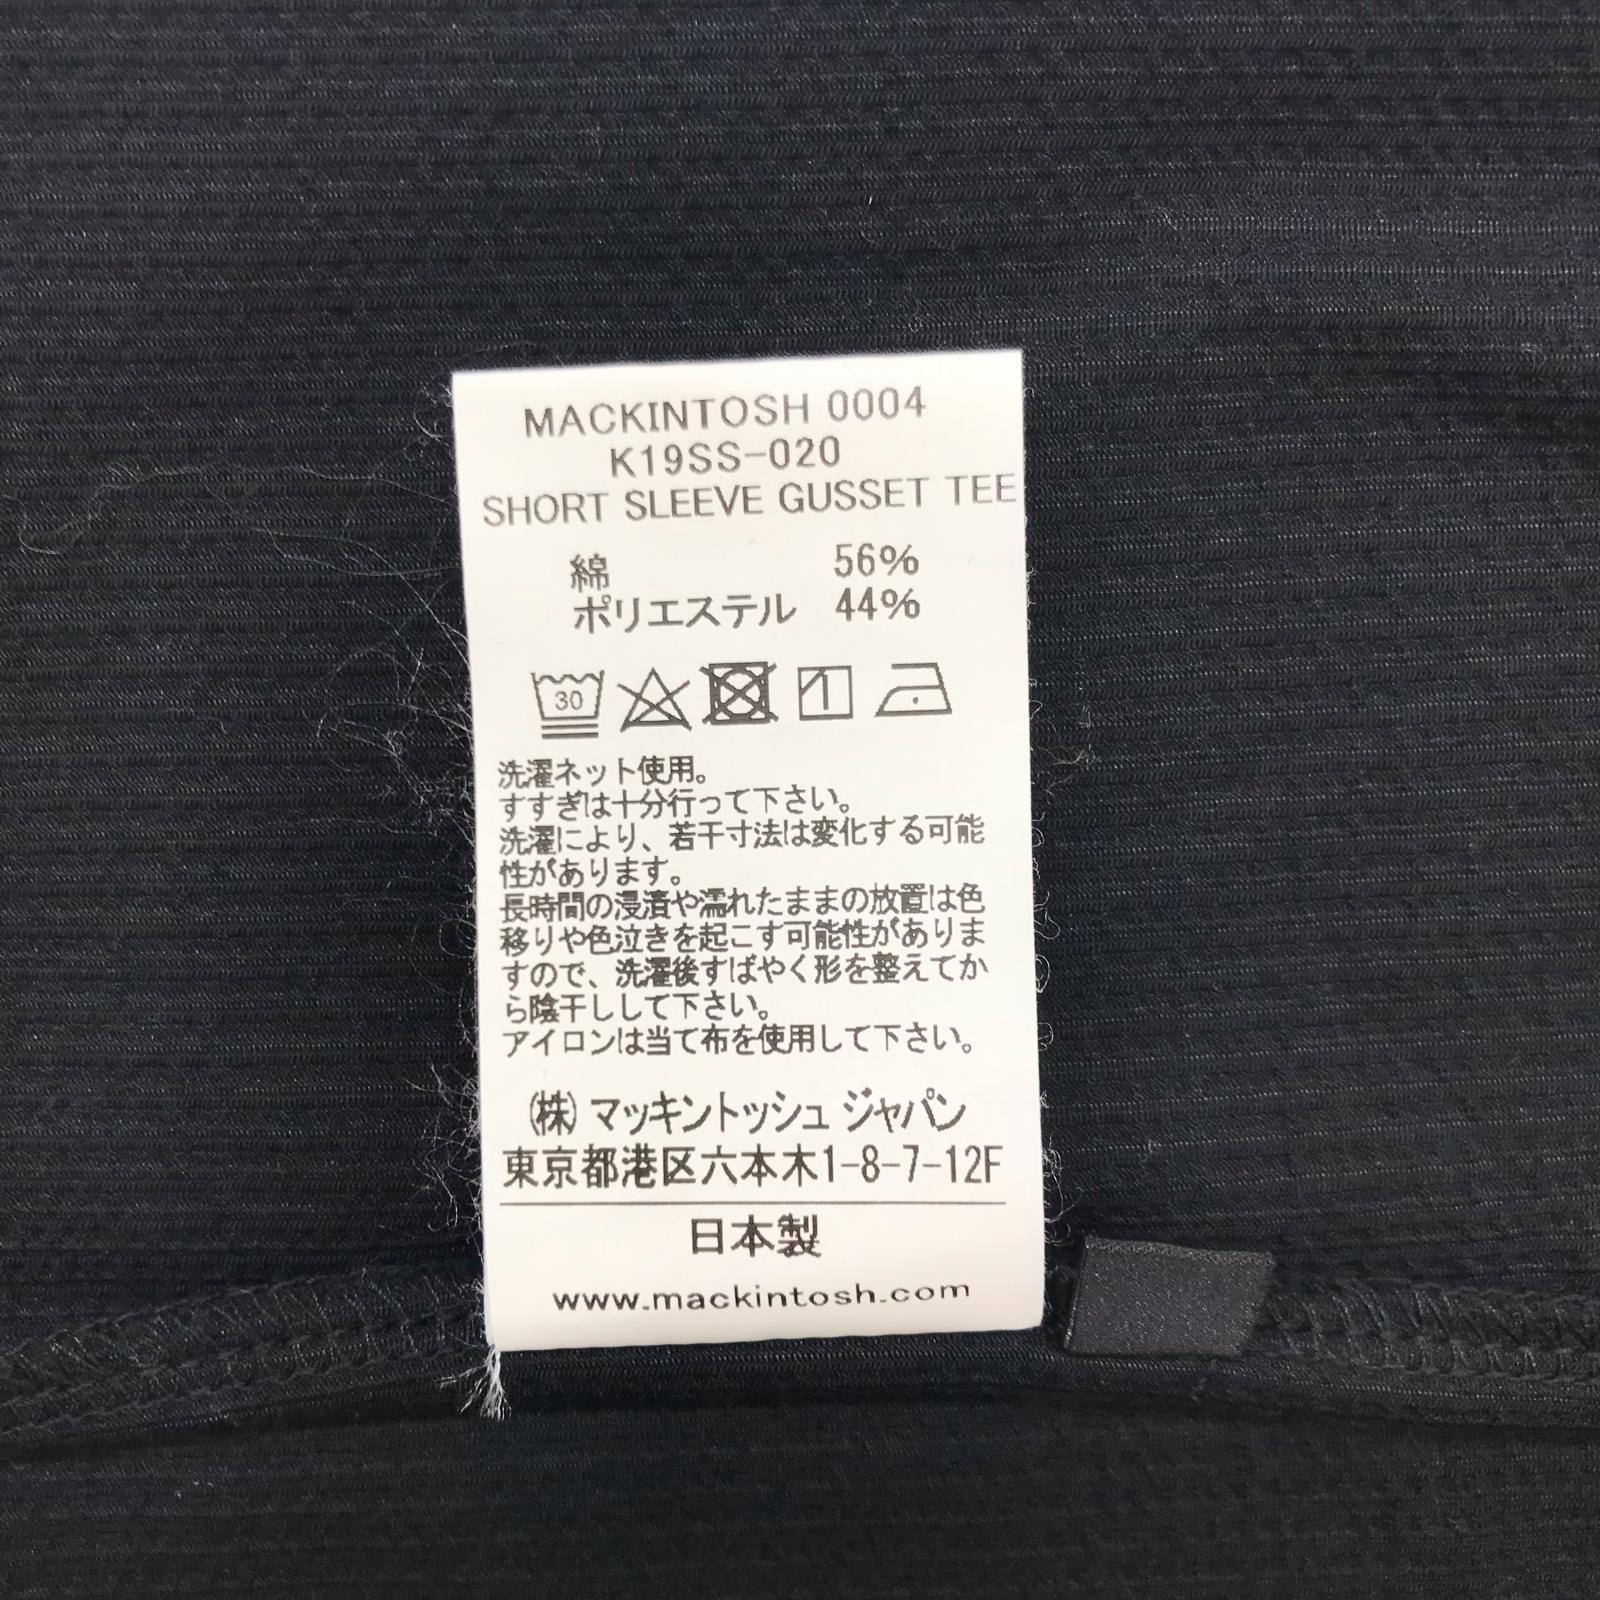 MACKINTOSH 0004
K19SS-020
SHORT SLEEVE GUSSET TEE
綿 56%
ポリエステル 44%
30 1
洗濯ネット使用。
すすぎは十分行って下さい。
洗濯により、若干寸法は変化する可能
性があります。
長時間の浸漬や濡れたままの放置は色
移りや色泣きを起こす可能性がありま
すので、洗濯後すばやく形を整えてか
ら陰干しして下さい。
アイロンは当て布を使用して下さい。
(株)マッキントッシュ ジャパン
東京都港区六本木1-8-7-12F
日本製
www.mackintosh.com